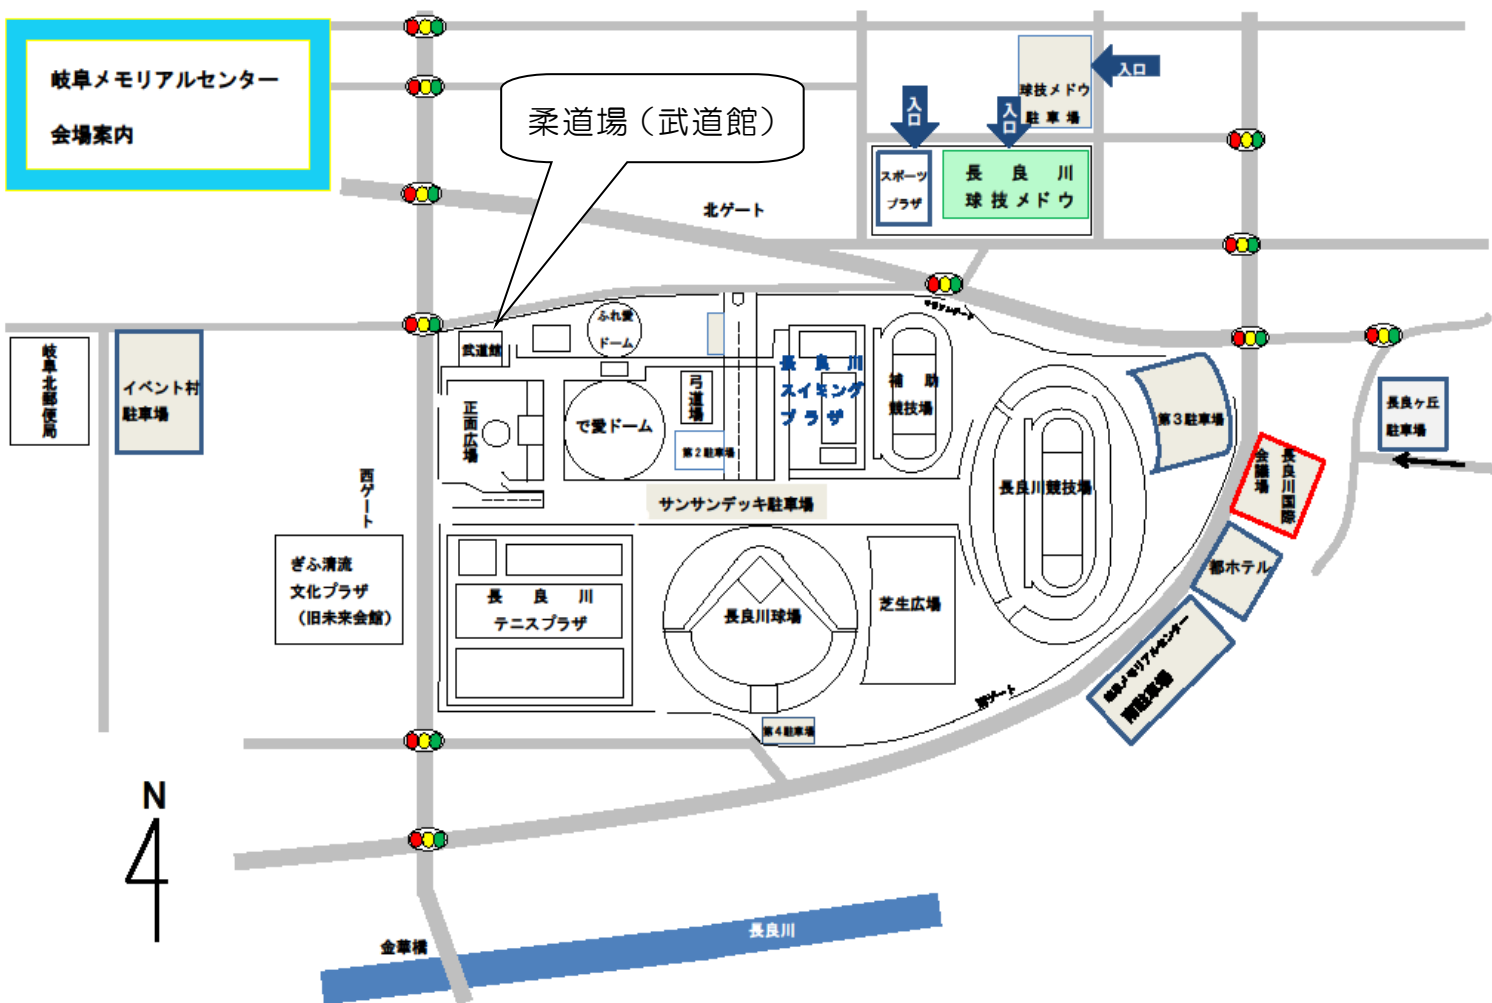 岐阜メモリアルセンター
会場案内
柔道場（武道館）
入口
球技メドウ
駐車場
入口
入口
スポーツ
プラザ
長良川
球技メドウ
北ゲート
マラソンゲート
ふれ愛
ドーム
武道館
岐阜北郵便局
イベント村
駐車場
正面広場
で愛ドーム
弓道場
第2駐車場
長良川
スイミング
プラザ
補助
競技場
第3駐車場
長良ヶ丘
駐車場
長良川国際
会議場
長良川競技場
西ゲート
サンサンデッキ駐車場
ぎふ清流
文化プラザ
（旧未来会館）
長良川
テニスプラザ
長良川球場
芝生広場
都ホテル
岐阜メモリアルセンター
南駐車場
南ゲート
第4駐車場
N
金華橋
長良川